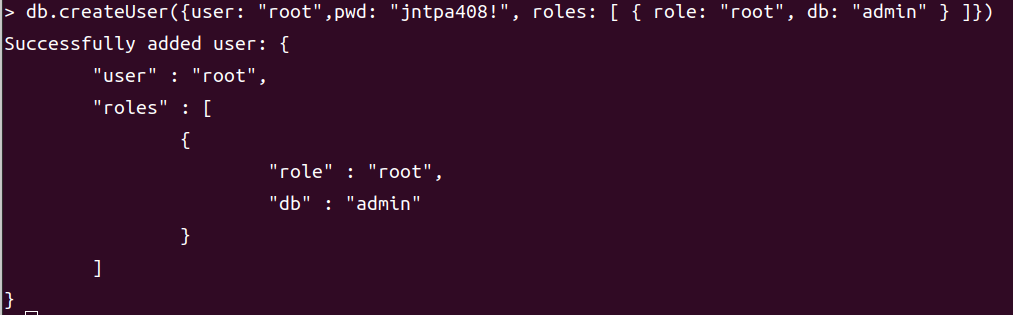 > db.createUser({user: "root",pwd: "jntpa408!", roles: [ { role: "root", db: "admin" } ]})
Successfully added user: {
"user" : "root",
"roles" : [
{
"role" : "root",
"db" : "admin"
}
]
}